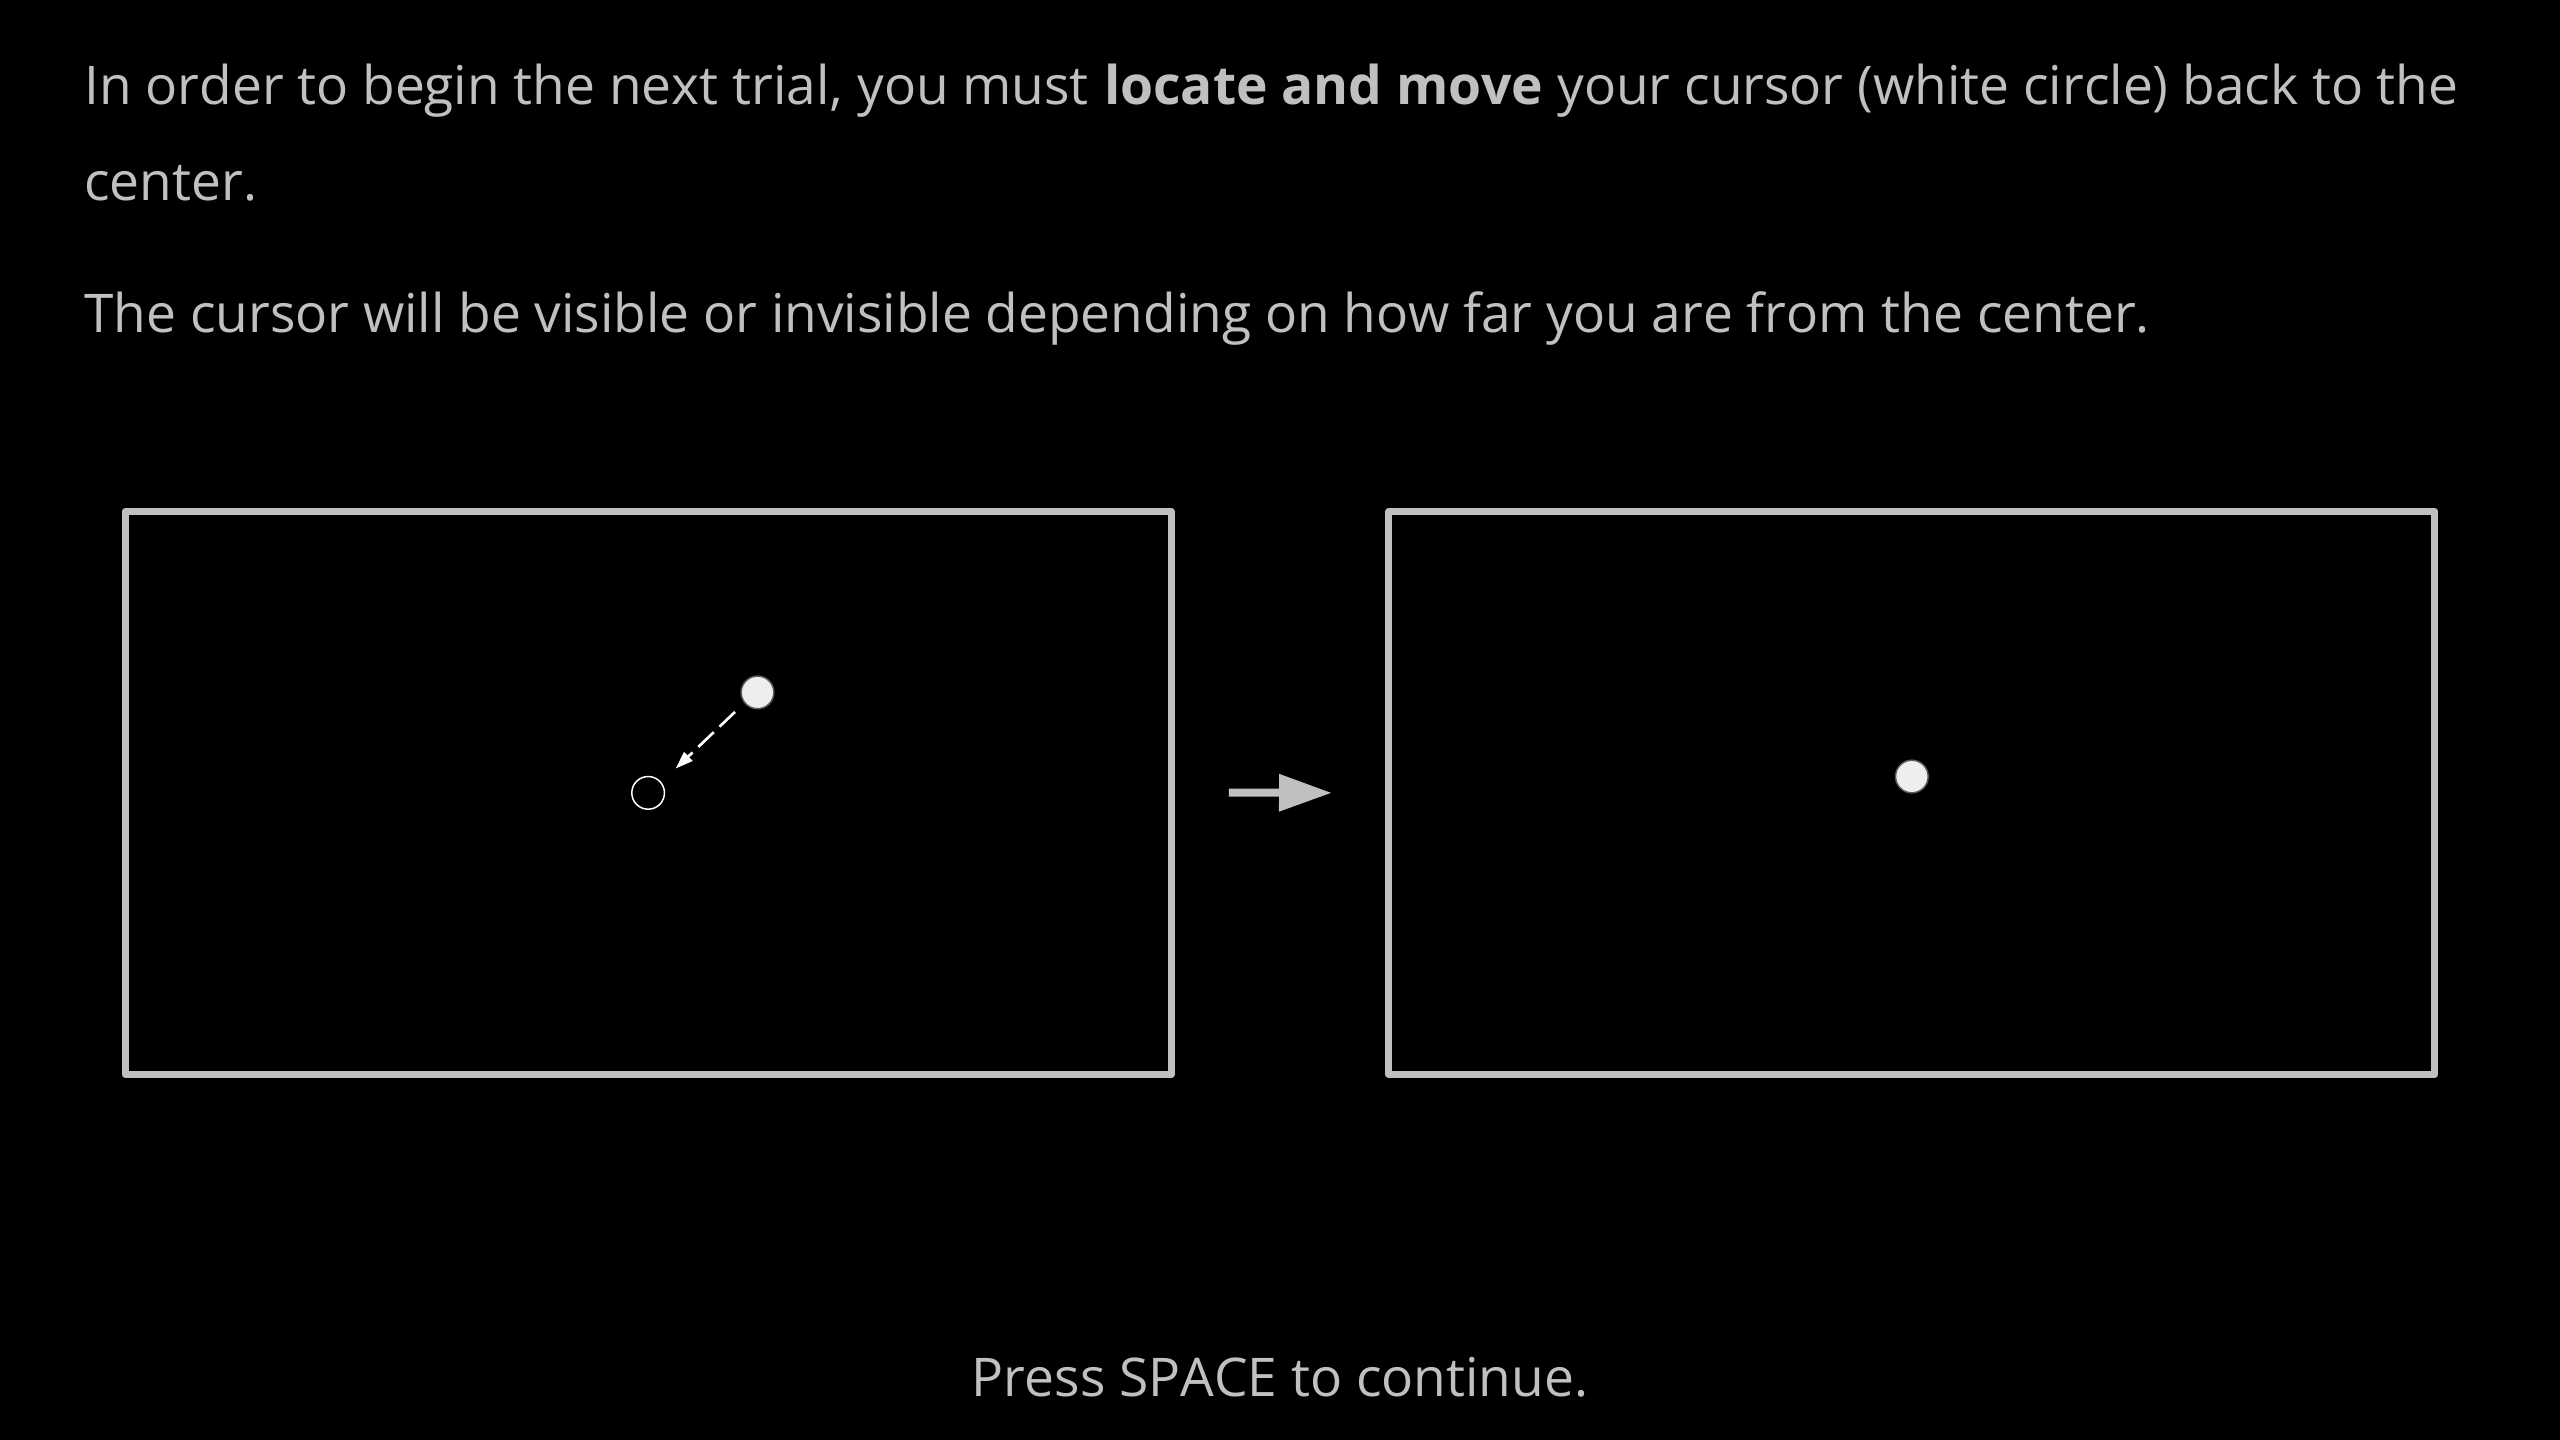 In order to begin the next trial, you must locate and move your cursor (white circle) back to the
center.
The cursor will be visible or invisible depending on how far you are from the center.
Press SPACE to continue.